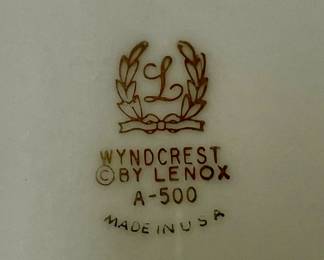 L
WYNDCREST
© BY LENOX
A-500
MADE IN U S A